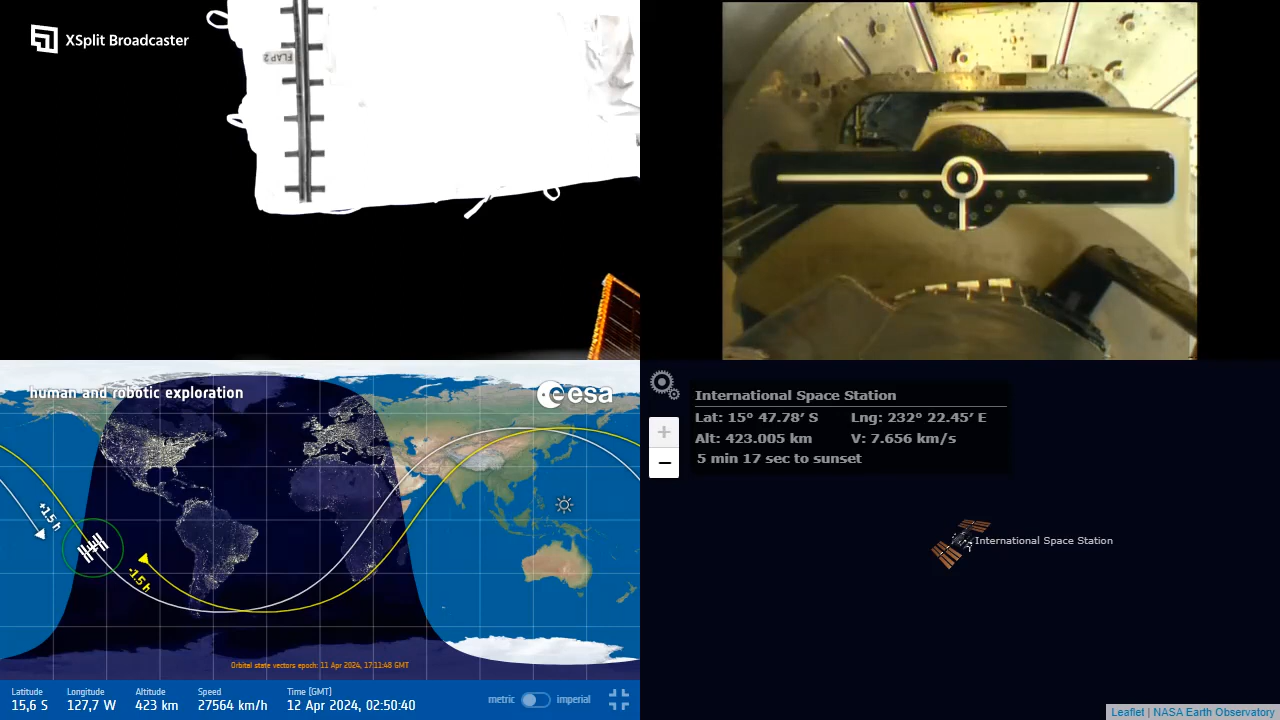 XSplit Broadcaster
FLAP 2
human and robotic exploration
esa
+1.5 h
-1.5 h
Orbital state vectors epoch: 11 Apr 2024, 17:11:48 GMT
Latitude
Longitude
Altitude
Speed
Time (GMT)
15,6 S
127,7 W
423 km
27564 km/h
12 Apr 2024, 02:50:40
metric
imperial
International Space Station
Lat: 15° 47.78′ S
Lng: 232° 22.45′ E
Alt: 423.005 km
V: 7.656 km/s
5 min 17 sec to sunset
+
−
International Space Station
Leaflet | NASA Earth Observatory